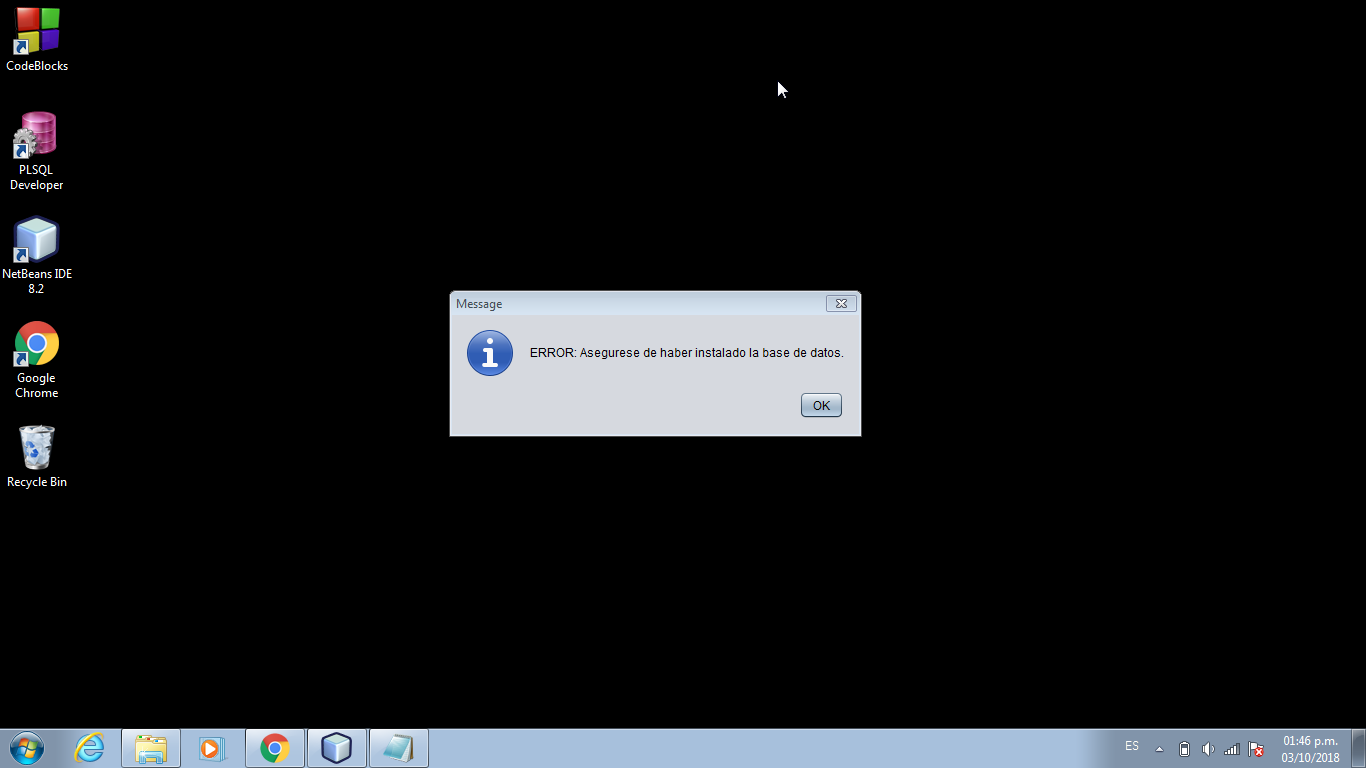 CodeBlocks
PLSQL
Developer
NetBeans IDE
8.2
Google
Chrome
Recycle Bin
Message
ERROR: Asegurese de haber instalado la base de datos.
OK
ES
01:46 p.m.
03/10/2018